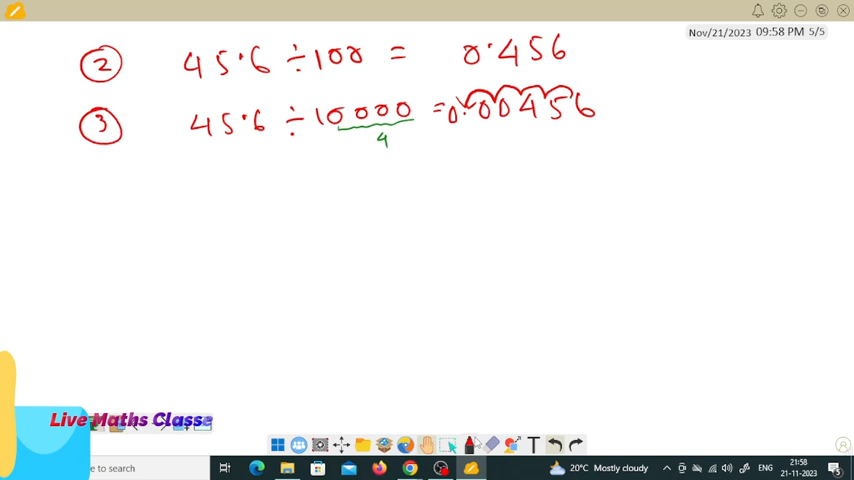 Nov/21/2023 09:58 PM 5/5
② 45.6 ÷ 100 = 0.456
③ 45.6 ÷ 10000 = 0.00456
4
Live Maths Classe
to search
20°C Mostly cloudy
ENG
21:58
21-11-2023
5